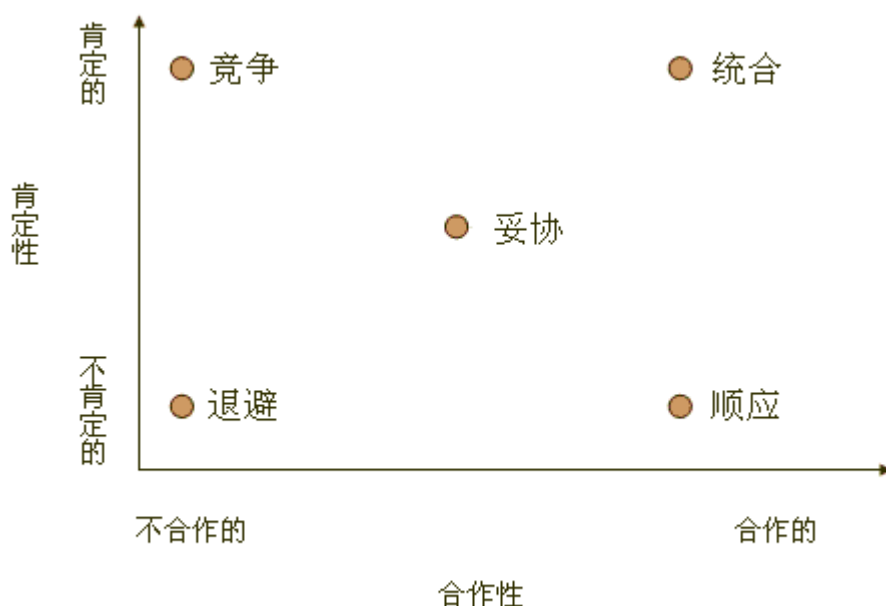 肯定的
竞争
统合
肯定性
妥协
不肯定的
退避
顺应
不合作的
合作的
合作性